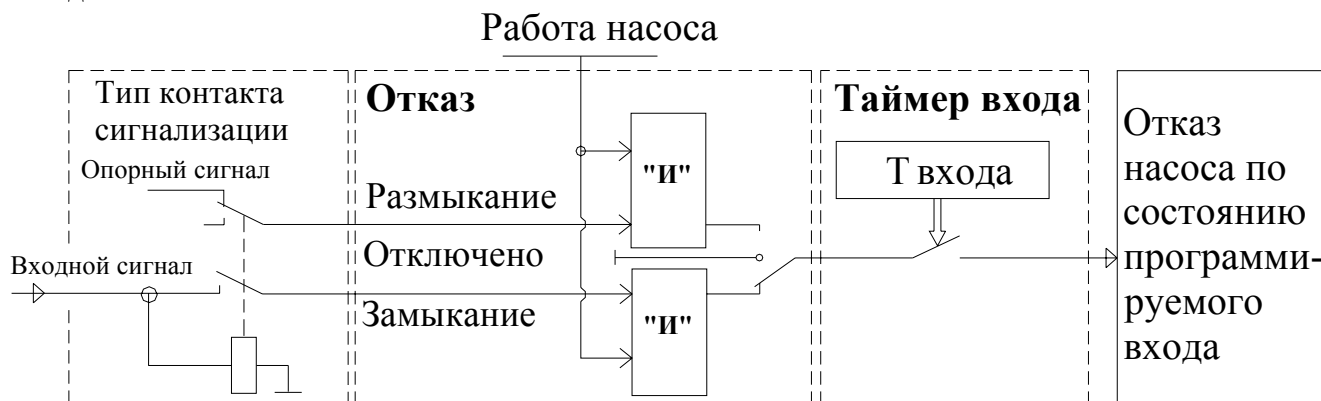 Работа насоса
Тип контакта
сигнализации
Опорный сигнал
Входной сигнал
Отказ
Размыкание
Отключено
Замыкание
"И"
"И"
Таймер входа
Т входа
Отказ
насоса по
состоянию
программи-
руемого
входа